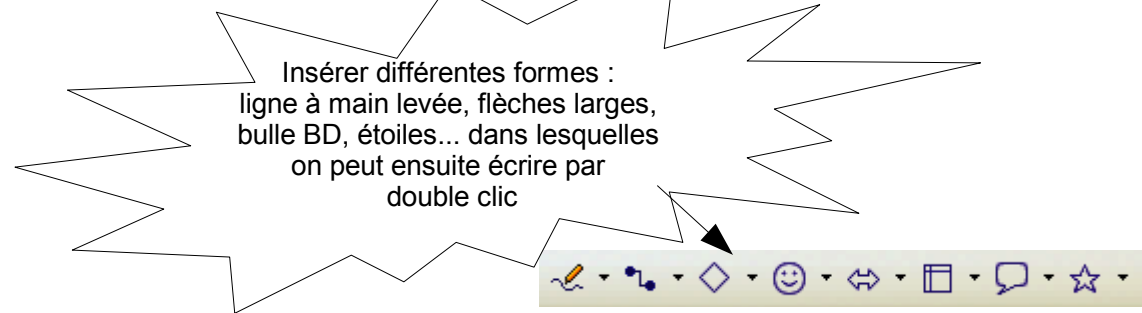 Insérer différentes formes :
ligne à main levée, flèches larges,
bulle BD, étoiles... dans lesquelles
on peut ensuite écrire par
double clic